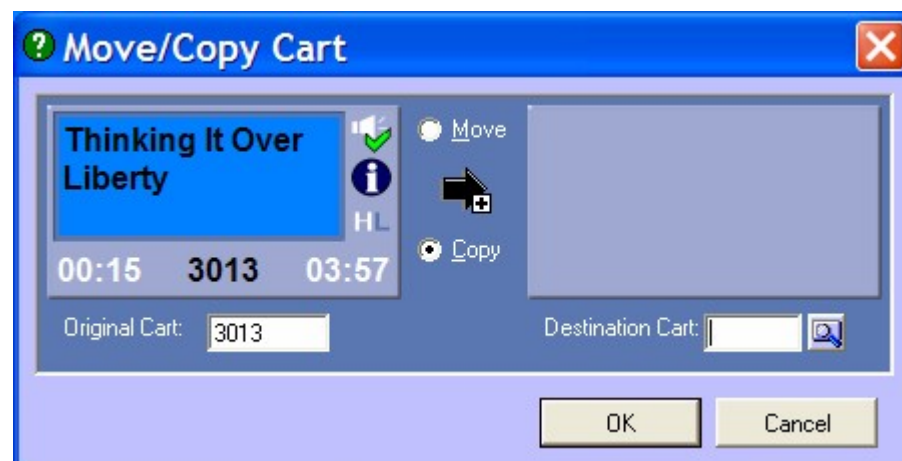 Move/Copy Cart
Thinking It Over
Liberty
HL
00:15 3013 03:57
Move
Copy
Original Cart: 3013
Destination Cart:
OK Cancel